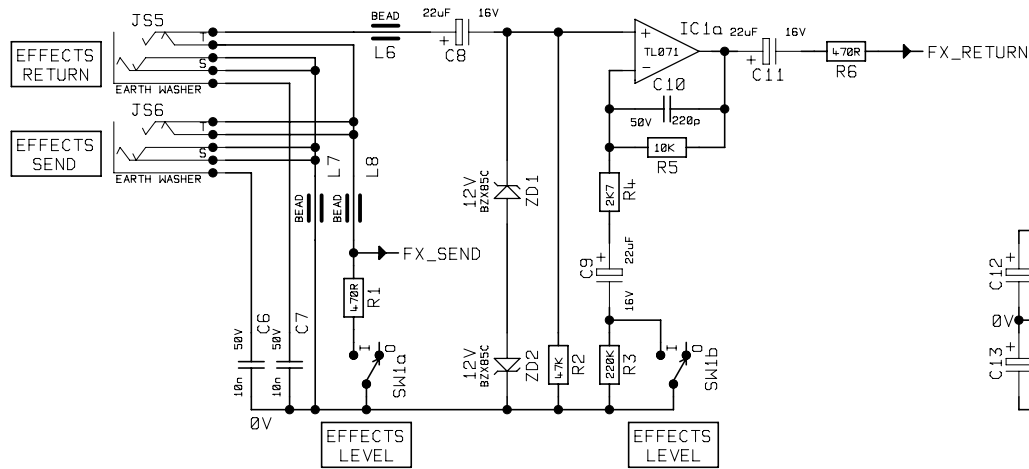 JS5
EFFECTS
RETURN
T
S
EARTH WASHER
JS6
EFFECTS
SEND
T
S
EARTH WASHER
BEAD
L6
22uF
16V
C8
IC1a
TL071
+
−
22uF
16V
+
C11
470R
R6
FX_RETURN
C10
50V
220p
10K
R5
L7
BEAD
L8
BEAD
FX_SEND
470R
R1
12V
BZX85C
ZD1
2K7
R4
C9
+
22uF
16V
C6
50V
10n
C7
50V
10n
I
O
SW1a
12V
BZX85C
ZD2
47K
R2
220K
R3
I
O
SW1b
C12
+
0V
C13
+
0V
EFFECTS
LEVEL
EFFECTS
LEVEL